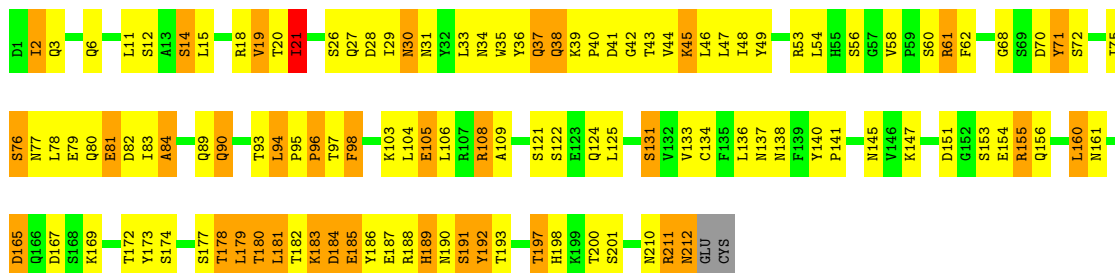 D1 I2 Q3 Q6 L11 S12 A13 S14 L15 R18 V19 T20 I21 S26 Q27 D28 I29 N30 N31 Y32 L33 N34 W35 Y36 Q37 Q38 K39 P40 D41 G42 T43 V44 K45 L46 L47 I48 Y49 R53 L54 H55 S56 G57 V58 P59 S60 R61 F62 G68 S69 D70 Y71 S72 I75
S76 N77 L78 E79 Q80 E81 D82 I83 A84 Q89 Q90 T93 L94 P95 P96 T97 F98 K103 L104 E105 L106 R107 R108 A109 S121 S122 E123 Q124 L125 S131 V132 V133 C134 F135 L136 N137 N138 F139 Y140 P141 N145 V146 K147 D151 G152 S153 E154 R155 Q156 L160 N161
D165 Q166 D167 S168 K169 T172 Y173 S174 S177 T178 L179 T180 L181 T182 K183 D184 E185 Y186 E187 R188 H189 N190 S191 Y192 T193 T197 H198 K199 T200 S201 N210 R211 N212 GLU CYS